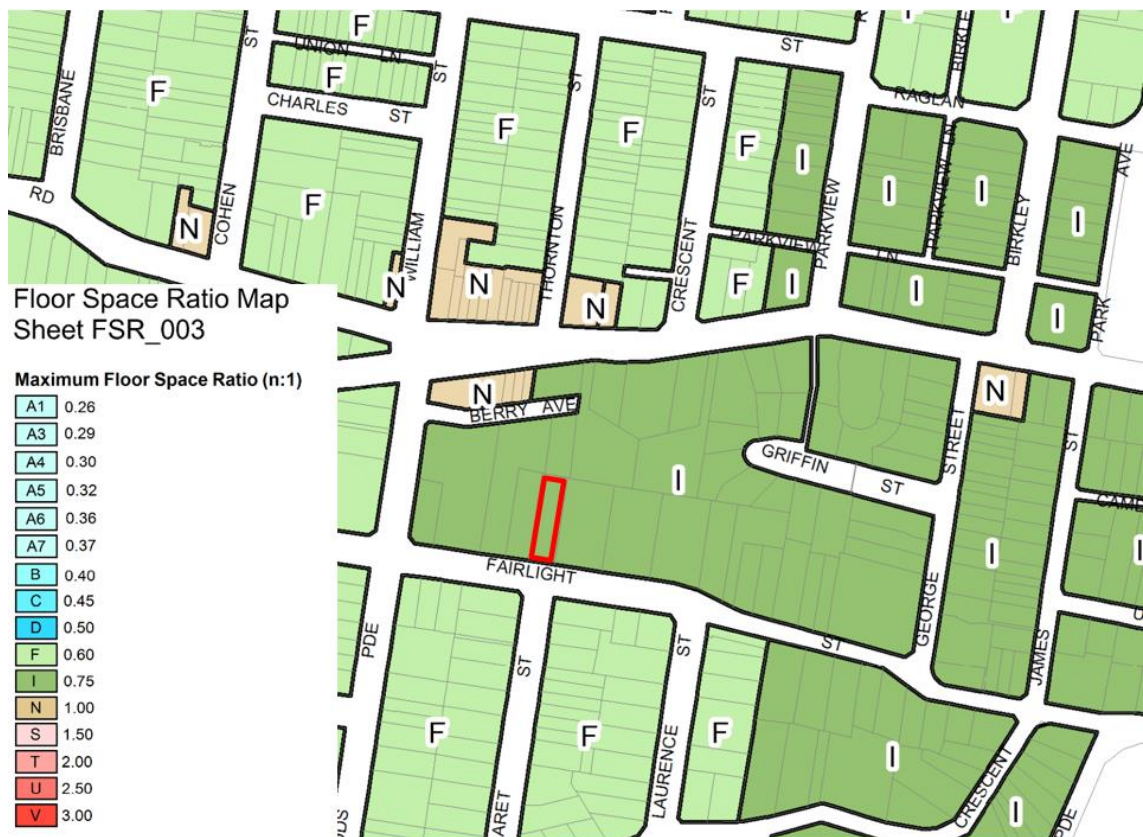 ST
F
I
I
BIRKLEY
UNION LN
ST
ST
ST
F
F
F
RAGLAN
CHARLES ST
F
F
F
I
I
I
I
PARKVIEW LN
AVE
BRISBANE
RD
N
COHEN
F
WILLIAM
N
N
THORNTON
N
CRESCENT
PARKVIEW
LN
PARKVIEW
F
I
I
BIRKLEY
I
PARK
Floor Space Ratio Map
Sheet FSR_003
Maximum Floor Space Ratio (n:1)
A1 0.26
A3 0.29
A4 0.30
A5 0.32
A6 0.36
A7 0.37
B 0.40
C 0.45
D 0.50
F 0.60
I 0.75
N 1.00
S 1.50
T 2.00
U 2.50
V 3.00
N
BERRY AVE
N
I
GRIFFIN
ST
STREET
ST
I
I
FAIRLIGHT
ST
GEORGE
JAMES
PDE
ST
ST
F
F
F
LAURENCE
I
CRESCENT
I